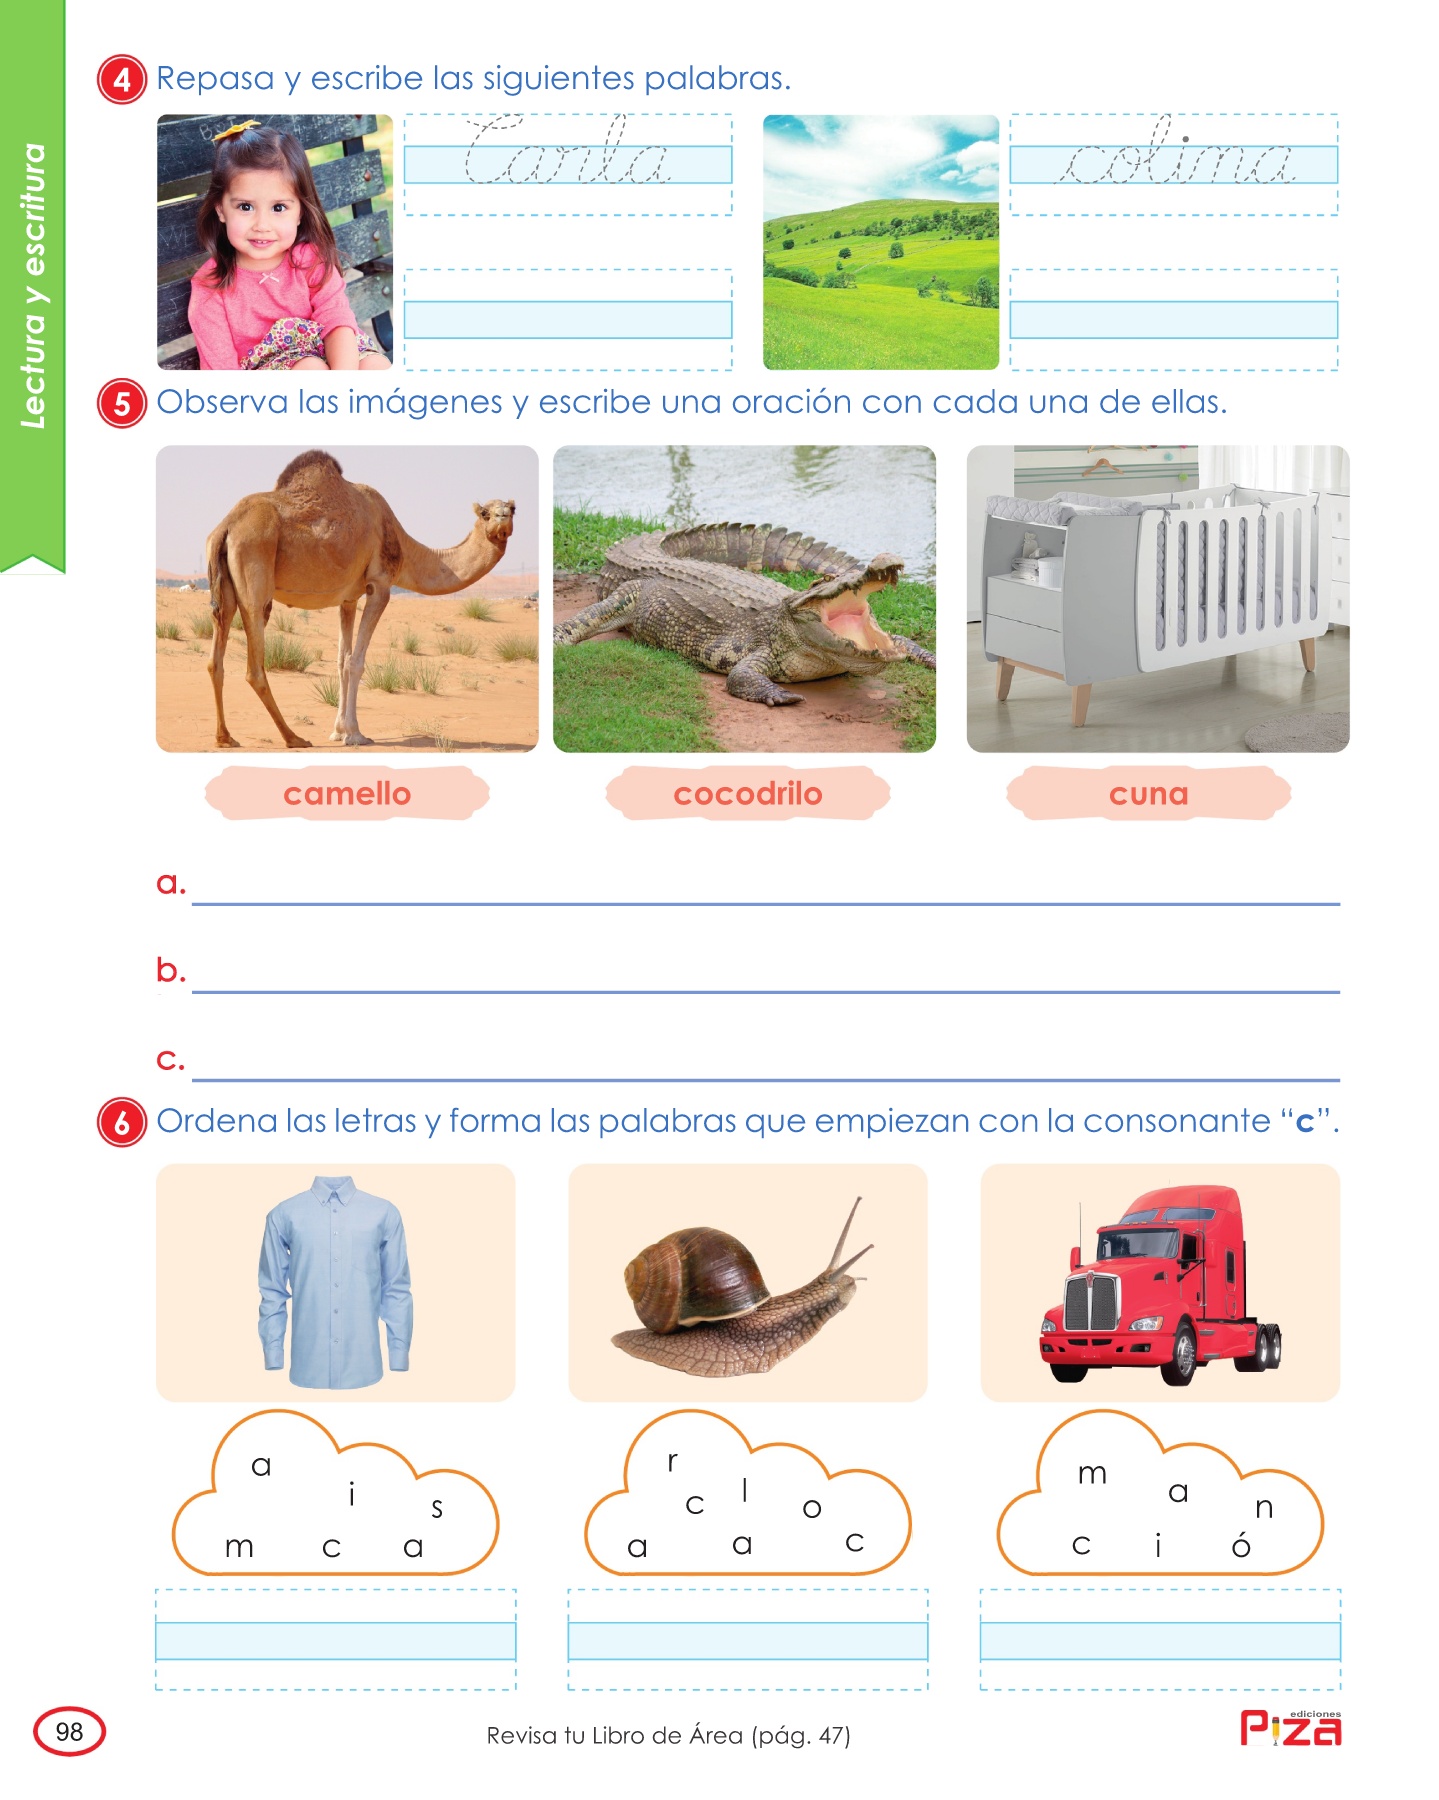 Lectura y escritura
4 Repasa y escribe las siguientes palabras.
Carla
colina
5 Observa las imágenes y escribe una oración con cada una de ellas.
camello
cocodrilo
cuna
a.
b.
c.
6 Ordena las letras y forma las palabras que empiezan con la consonante “c”.
a
i
s
m c a
r
l
c o
a a c
m
a
n
c i ó
98
Revisa tu Libro de Área (pág. 47)
ediciones
Piza